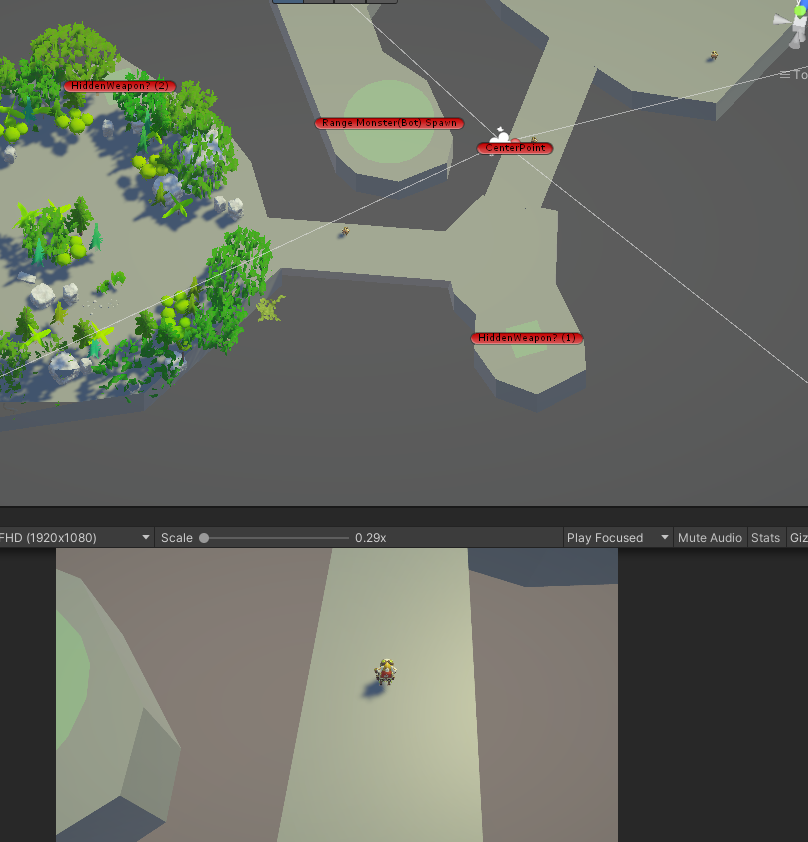 To
HiddenWeapon? (2)
Range Monster(Bot) Spawn
CenterPoint
HiddenWeapon? (1)
FHD (1920x1080) Scale 0.29x Play Focused Mute Audio Stats Giz